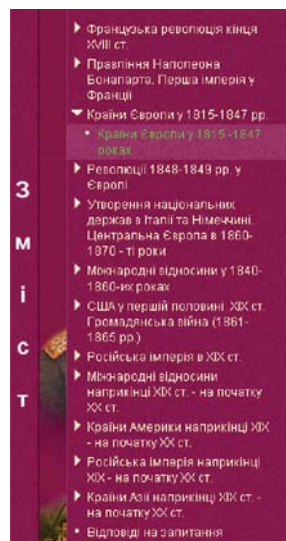 Французька революція кінця
XVIII ст.
Правління Наполеона
Бонапарта. Перша імперія у
Франції
Країни Європи у 1815-1847 рр.
Країни Європи у 1815-1847
роках
Революції 1848-1849 рр. у
Європі
Утворення національних
держав в Італії та Німеччині.
Центральна Європа в 1860-
1870 - ті роки
Міжнародні відносини у 1840-
1860-их роках
США у першій половині XIX ст.
Громадянська війна (1861-
1865 рр.)
Російська імперія в XIX ст.
Міжнародні відносини
наприкінці XIX ст. - на початку
XX ст.
Країни Америки наприкінці XIX
- на початку XX ст.
Російська імперія наприкінці
XIX - на початку XX ст.
Країни Азії наприкінці XIX ст. -
на початку XX ст.
Відповіді на запитання
Зміст